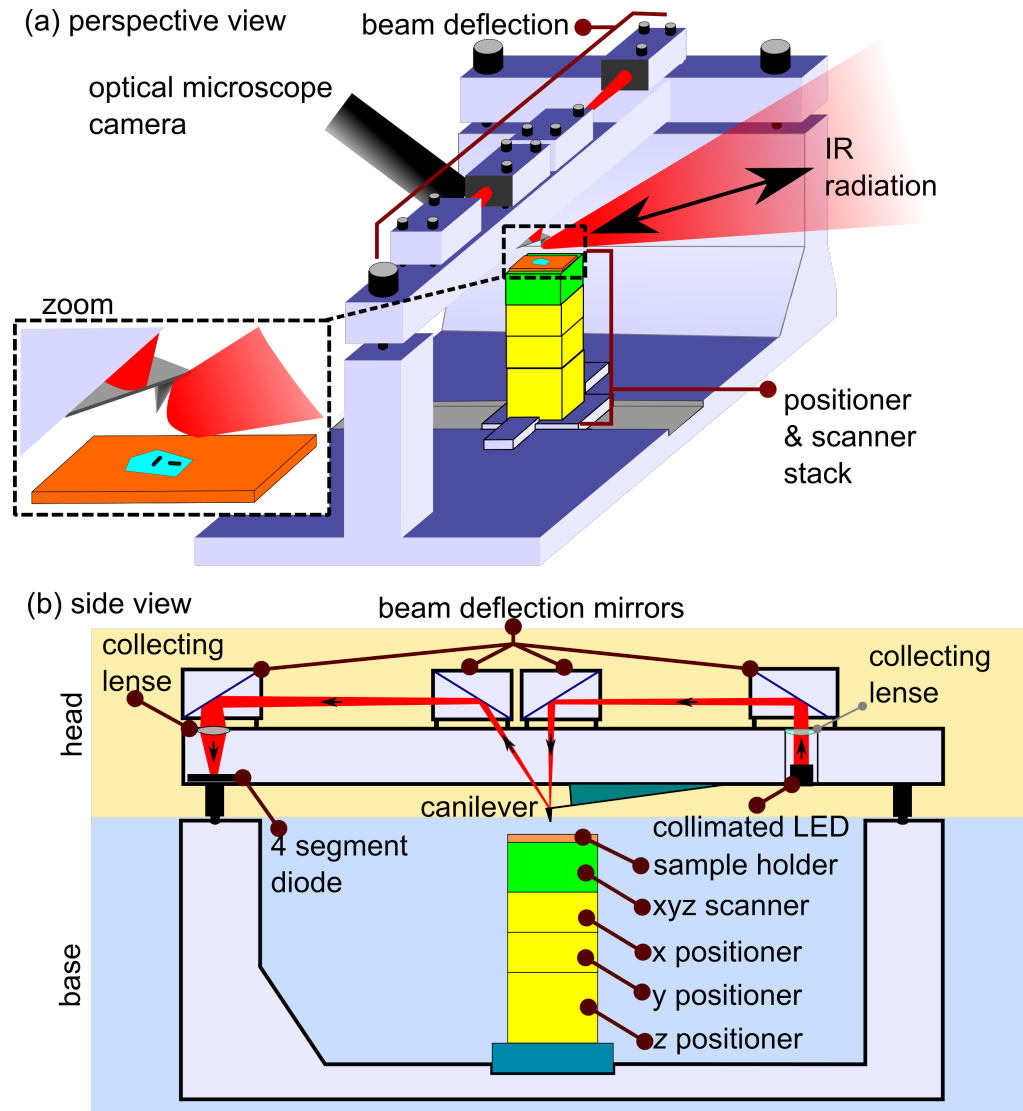 (a) perspective view
beam deflection
optical microscope
camera
IR
radiation
zoom
positioner
& scanner
stack
(b) side view
beam deflection mirrors
collecting
lense
collecting
lense
head
canilever
collimated LED
4 segment
diode
sample holder
xyz scanner
x positioner
y positioner
z positioner
base